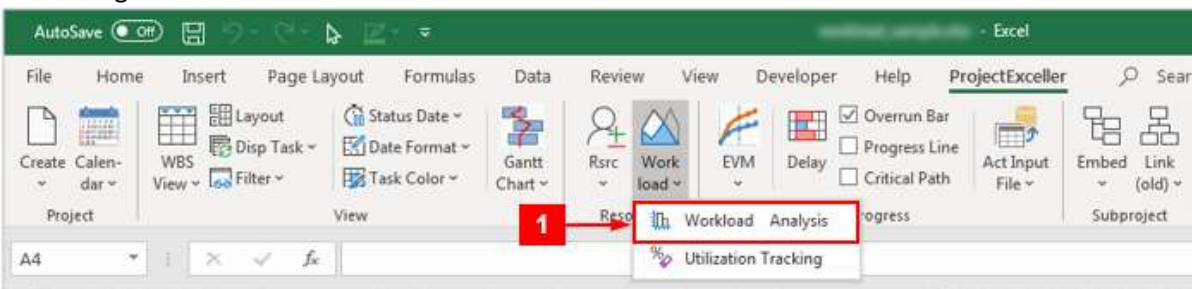 AutoSave Off - Excel
File Home Insert Page Layout Formulas Data Review View Developer Help ProjectExceller Sear
Layout Status Date Overrun Bar
Disp Task Date Format Progress Line
Create Calen- WBS Gantt Rsrc Work EVM Delay Act Input Embed Link
dar View Filter Task Color Chart load Critical Path File (old)
Project View Reso rogress Subproject
1 Workload Analysis
A4 fx Utilization Tracking